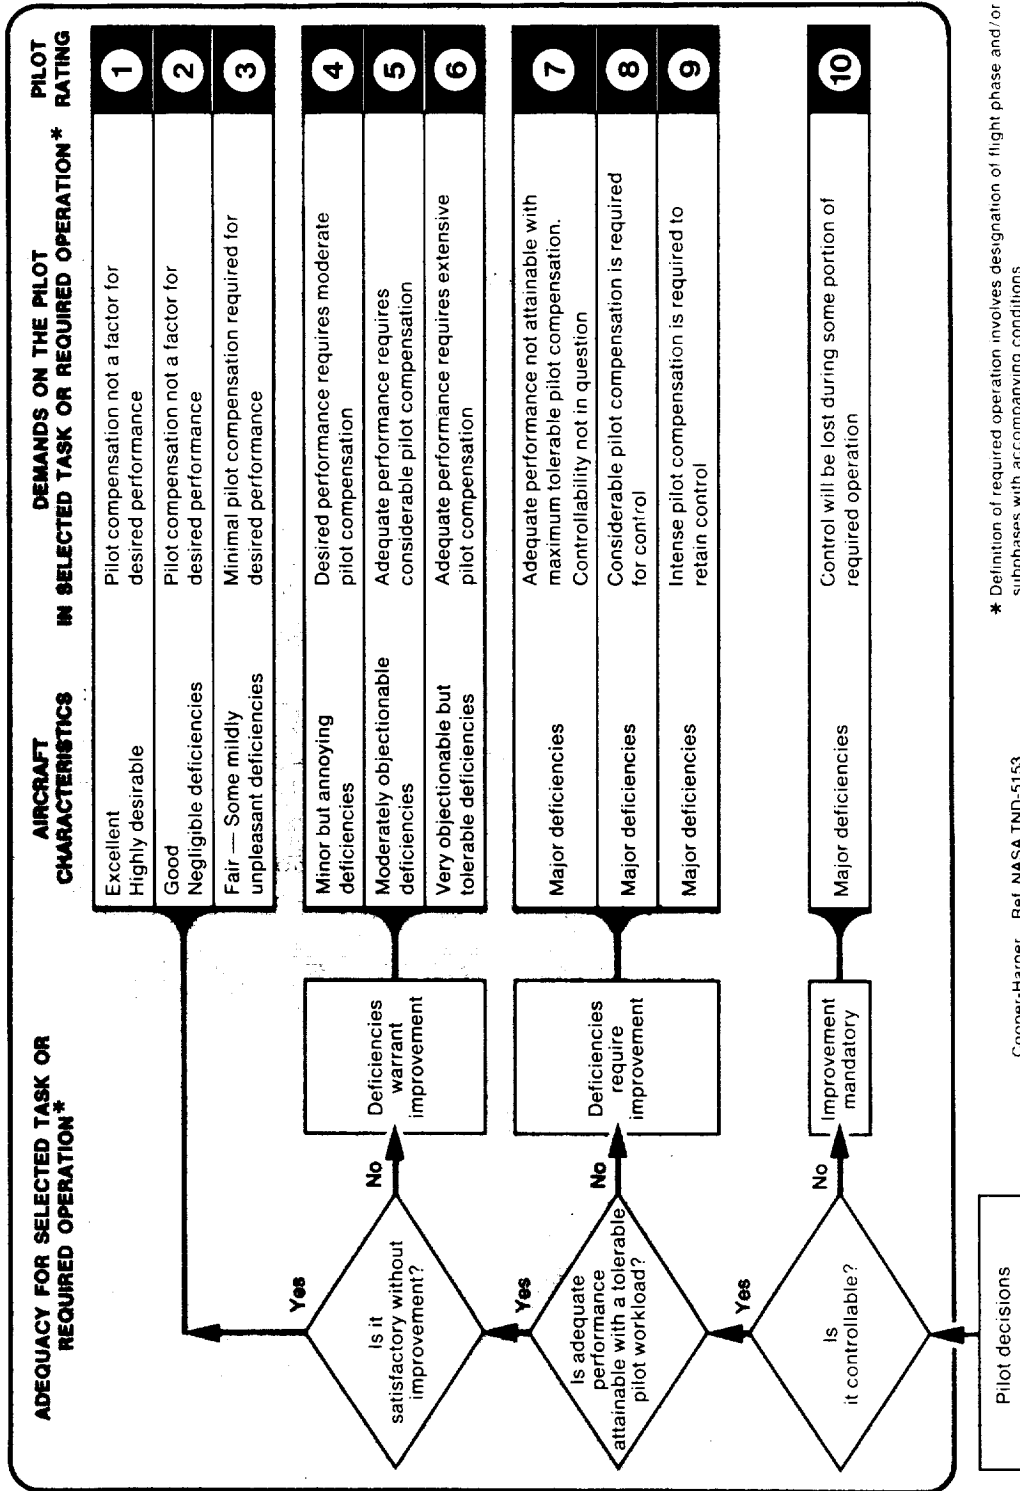 ADEQUACY FOR SELECTED TASK OR
REQUIRED OPERATION*
AIRCRAFT
CHARACTERISTICS
DEMANDS ON THE PILOT
IN SELECTED TASK OR REQUIRED OPERATION*
PILOT
RATING
Excellent
Highly desirable
Pilot compensation not a factor for
desired performance
1
Good
Negligible deficiencies
Pilot compensation not a factor for
desired performance
2
Fair — Some mildly
unpleasant deficiencies
Minimal pilot compensation required for
desired performance
3
Yes
Is it
satisfactory without
improvement?
No
Deficiencies
warrant
improvement
Minor but annoying
deficiencies
Desired performance requires moderate
pilot compensation
4
Moderately objectionable
deficiencies
Adequate performance requires
considerable pilot compensation
5
Very objectionable but
tolerable deficiencies
Adequate performance requires extensive
pilot compensation
6
Yes
Is adequate
performance
attainable with a tolerable
pilot workload?
No
Deficiencies
require
improvement
Major deficiencies
Adequate performance not attainable with
maximum tolerable pilot compensation.
Controllability not in question
7
Major deficiencies
Considerable pilot compensation is required
for control
8
Major deficiencies
Intense pilot compensation is required to
retain control
9
Yes
Is
it controllable?
No
Improvement
mandatory
Major deficiencies
Control will be lost during some portion of
required operation
10
Pilot decisions
Cooper-Harper Ref NASA TND-5153
* Definition of required operation involves designation of flight phase and/or
subphases with accompanying conditions